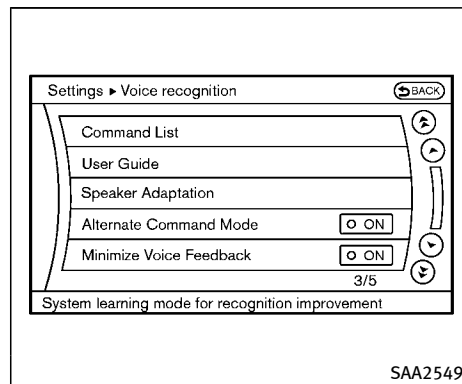 Settings ▸ Voice recognition BACK
Command List
User Guide
Speaker Adaptation
Alternate Command Mode ON
Minimize Voice Feedback ON
3/5
System learning mode for recognition improvement
SAA2549